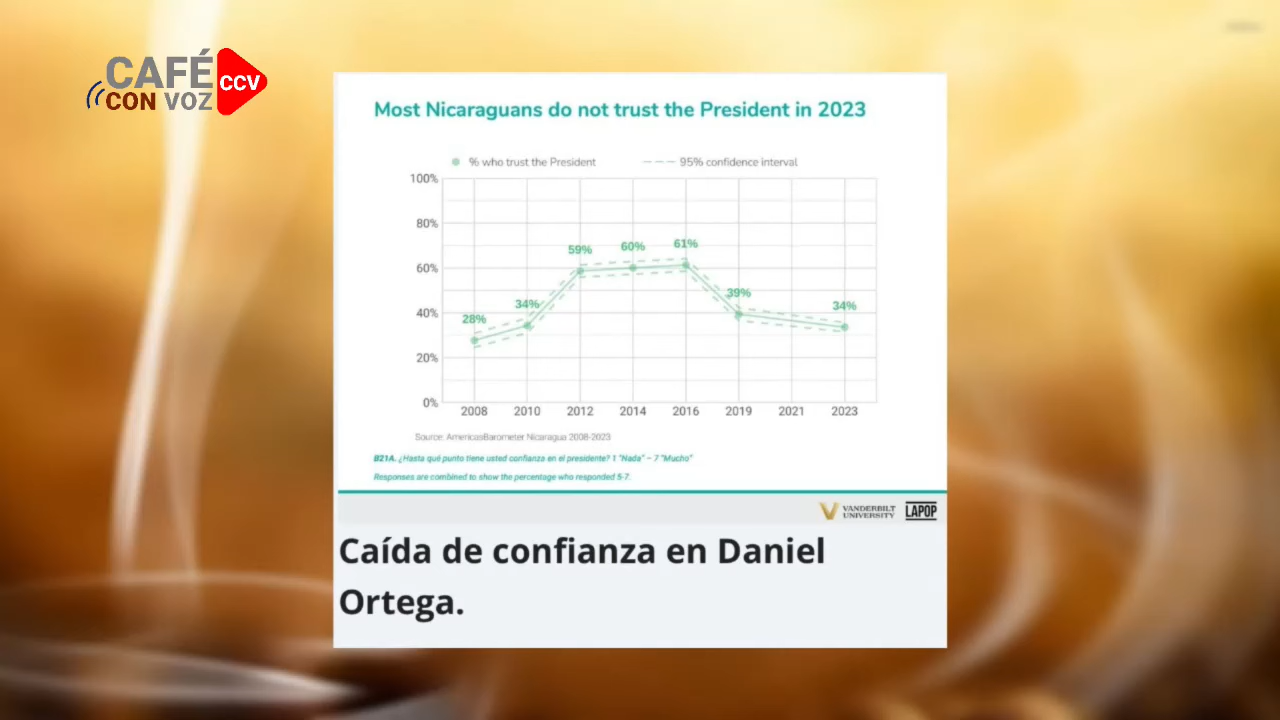 CAFÉ
CON VOZ
CCV
Most Nicaraguans do not trust the President in 2023
% who trust the President
95% confidence interval
100%
80%
60%
40%
20%
0%
28%
34%
59%
60%
61%
39%
34%
2008 2010 2012 2014 2016 2019 2021 2023
Source: AmericasBarometer Nicaragua 2008-2023
B21A. ¿Hasta qué punto tiene usted confianza en el presidente? 1 "Nada" – 7 "Mucho"
Responses are combined to show the percentage who responded 5-7.
VANDERBILT
UNIVERSITY
LAPOP
Caída de confianza en Daniel
Ortega.